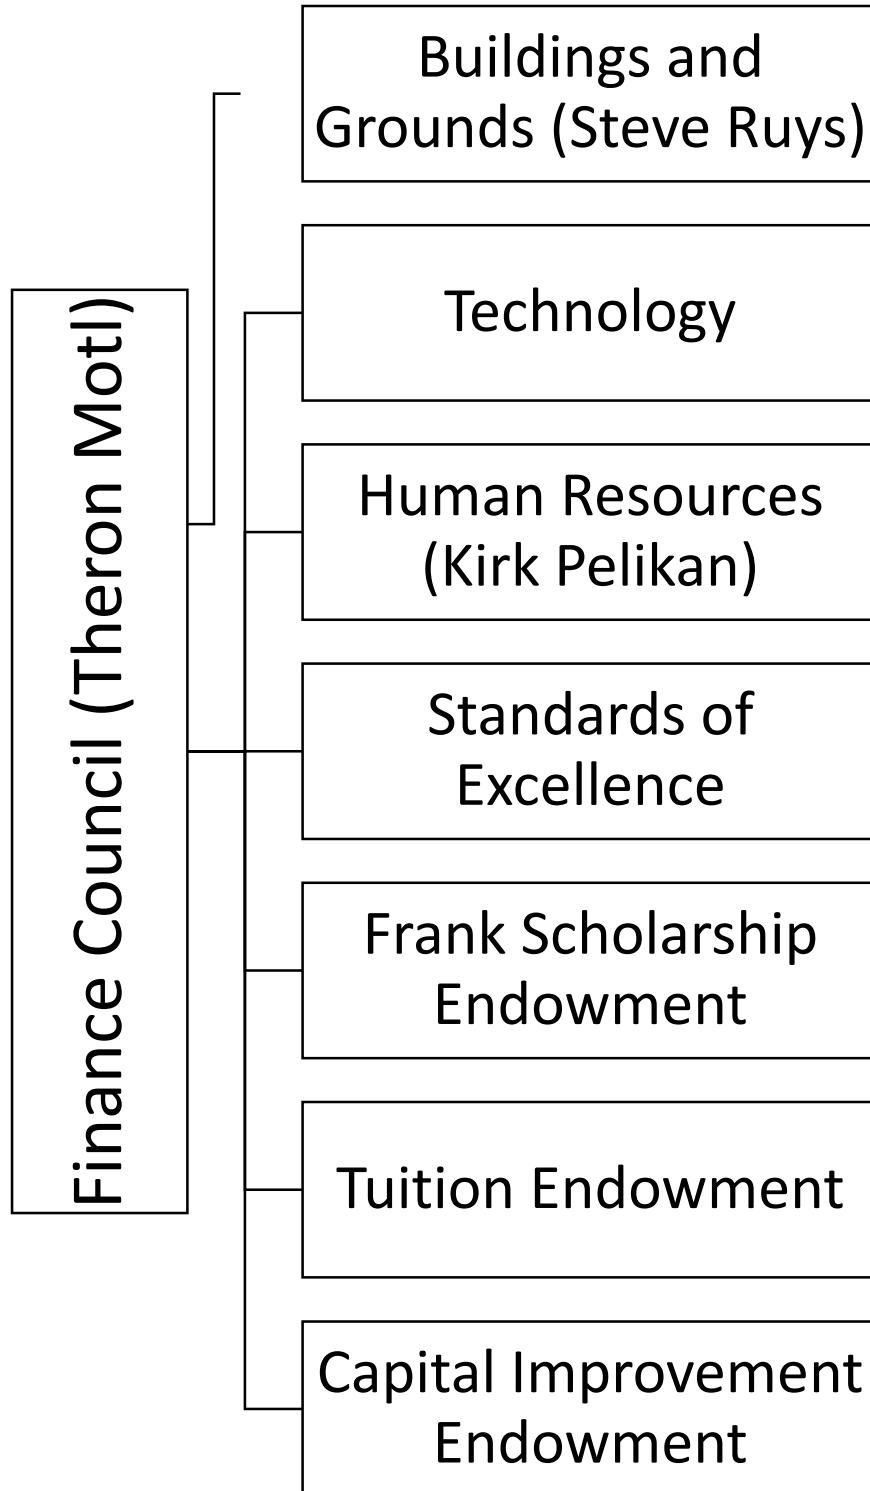 Finance Council (Theron Motl)
Buildings and
Grounds (Steve Ruys)
Technology
Human Resources
(Kirk Pelikan)
Standards of
Excellence
Frank Scholarship
Endowment
Tuition Endowment
Capital Improvement
Endowment